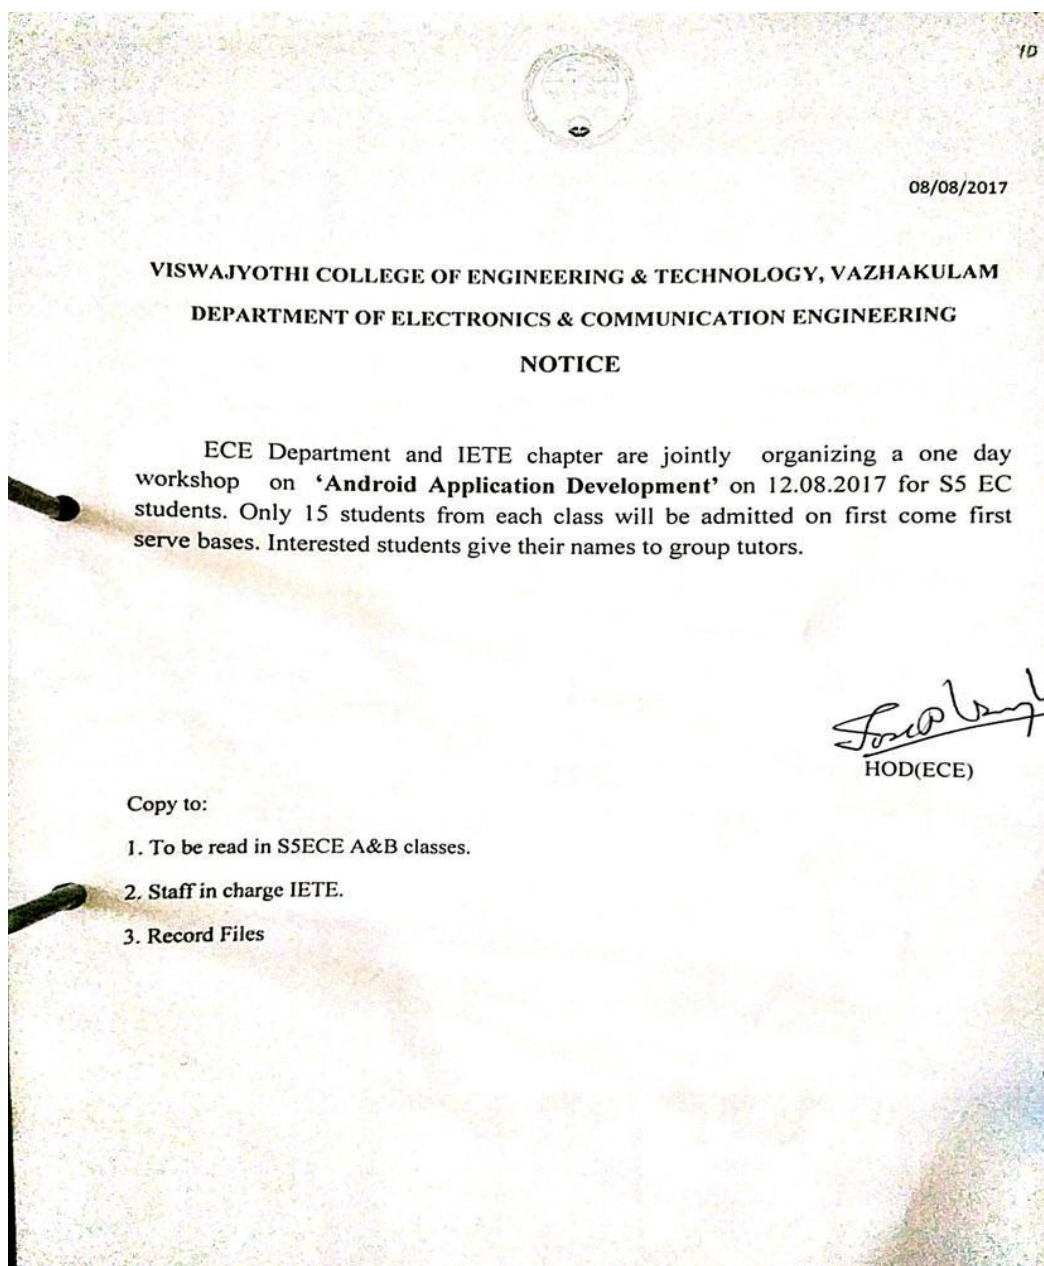 10
08/08/2017
VISWAJYOTHI COLLEGE OF ENGINEERING & TECHNOLOGY, VAZHAKULAM
DEPARTMENT OF ELECTRONICS & COMMUNICATION ENGINEERING
NOTICE
ECE Department and IETE chapter are jointly organizing a one day
workshop on ‘Android Application Development’ on 12.08.2017 for S5 EC
students. Only 15 students from each class will be admitted on first come first
serve bases. Interested students give their names to group tutors.
HOD(ECE)
Copy to:
1. To be read in S5ECE A&B classes.
2. Staff in charge IETE.
3. Record Files